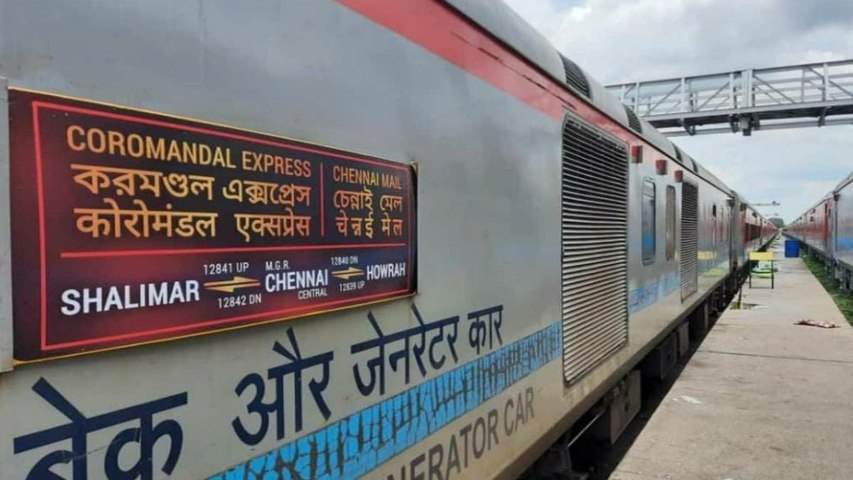 COROMANDAL EXPRESS
করমণ্ডল এক্সপ্রেস
कोरोमंडल एक्सप्रेस
CHENNAI MAIL
চেন্নাই মেল
चेन्नई मेल
SHALIMAR 12841 UP 12842 DN M.G.R. CHENNAI CENTRAL 12840 DN 12839 UP HOWRAH
ब्रेक और जेनरेटर कार
GENERATOR CAR